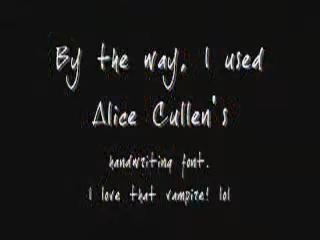 By the way, I used
Alice Cullen's
handwriting font.
I love that vampire! lol